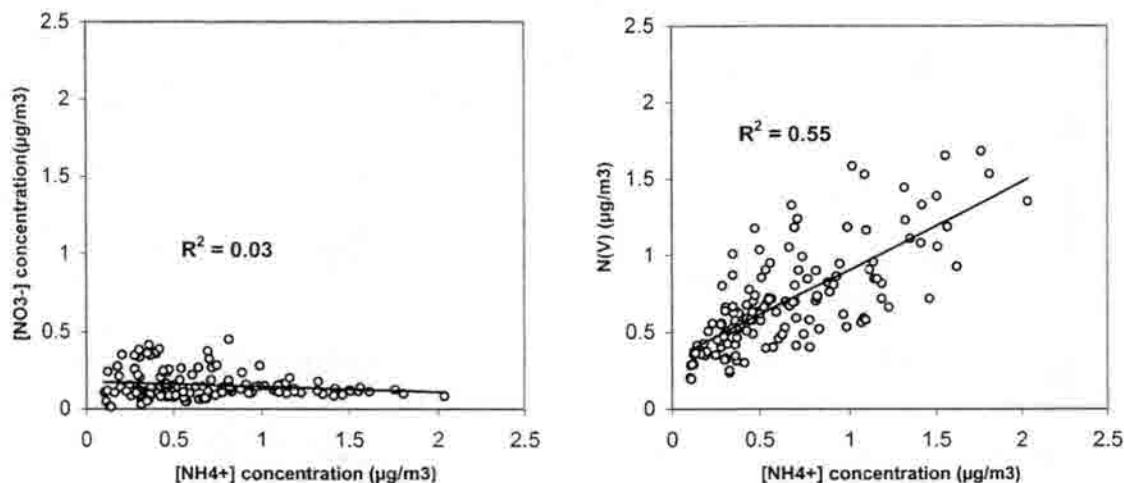 2.5
2
1.5
1
0.5
0
[NO3-] concentration(µg/m3)
R² = 0.03
0 0.5 1 1.5 2 2.5
[NH4+] concentration (µg/m3)
2.5
2
1.5
1
0.5
0
N(V) (µg/m3)
R² = 0.55
0 0.5 1 1.5 2 2.5
[NH4+] concentration (µg/m3)